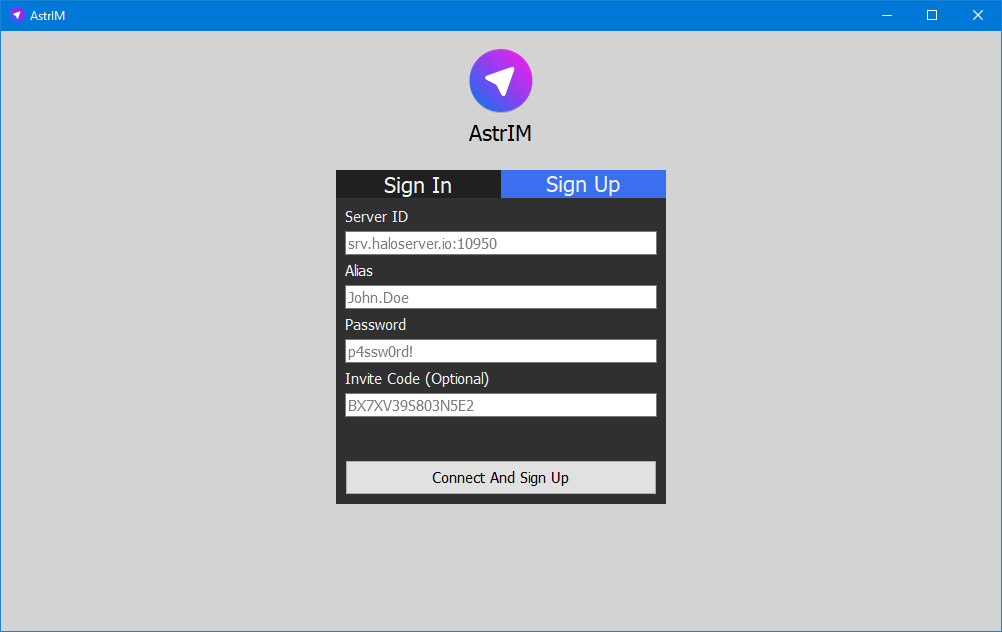 AstrIM
AstrIM
Sign In
Sign Up
Server ID
srv.haloserver.io:10950
Alias
John.Doe
Password
p4ssw0rd!
Invite Code (Optional)
BX7XV39S803N5E2
Connect And Sign Up